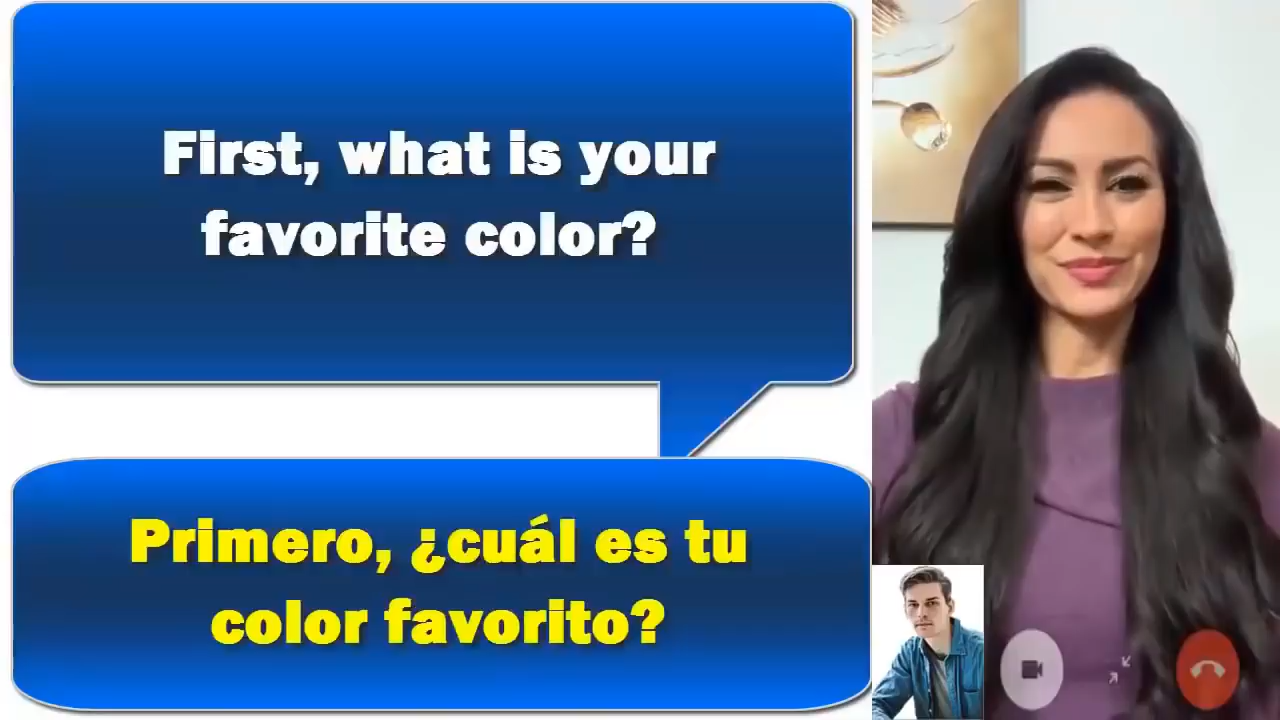 First, what is your
favorite color?
Primero, ¿cuál es tu
color favorito?